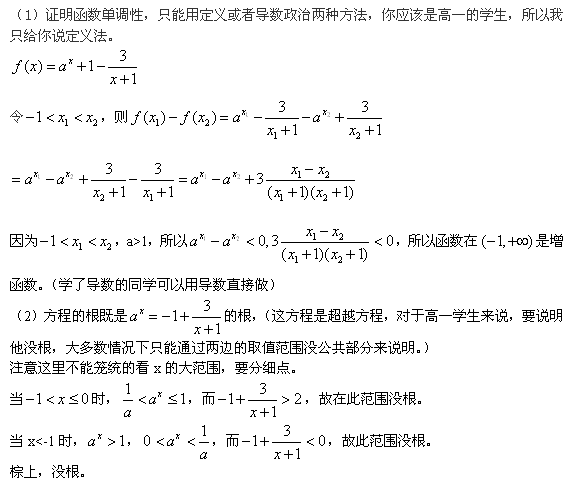 （1）证明函数单调性，只能用定义或者导数政治两种方法，你应该是高一的学生，所以我
只给你说定义法。
f(x)=a^x+1-\frac{3}{x+1}
令-1<x_1<x_2，则f(x_1)-f(x_2)=a^{x_1}-\frac{3}{x_1+1}-a^{x_2}+\frac{3}{x_2+1}
=a^{x_1}-a^{x_2}+\frac{3}{x_2+1}-\frac{3}{x_1+1}=a^{x_1}-a^{x_2}+3\frac{x_1-x_2}{(x_1+1)(x_2+1)}
因为-1<x_1<x_2，a>1，所以a^{x_1}-a^{x_2}<0,3\frac{x_1-x_2}{(x_1+1)(x_2+1)}<0，所以函数在(-1,+∞)是增
函数。（学了导数的同学可以用导数直接做）
（2）方程的根既是a^x=-1+\frac{3}{x+1}的根，（这方程是超越方程，对于高一学生来说，要说明
他没根，大多数情况下只能通过两边的取值范围没公共部分来说明。）
注意这里不能笼统的看 x 的大范围，要分细点。
当-1<x≤0时，\frac{1}{a}<a^x≤1，而-1+\frac{3}{x+1}>2，故在此范围没根。
当 x<-1 时，a^x>1，0<a^x<\frac{1}{a}，而-1+\frac{3}{x+1}<0，故此范围没根。
棕上，没根。